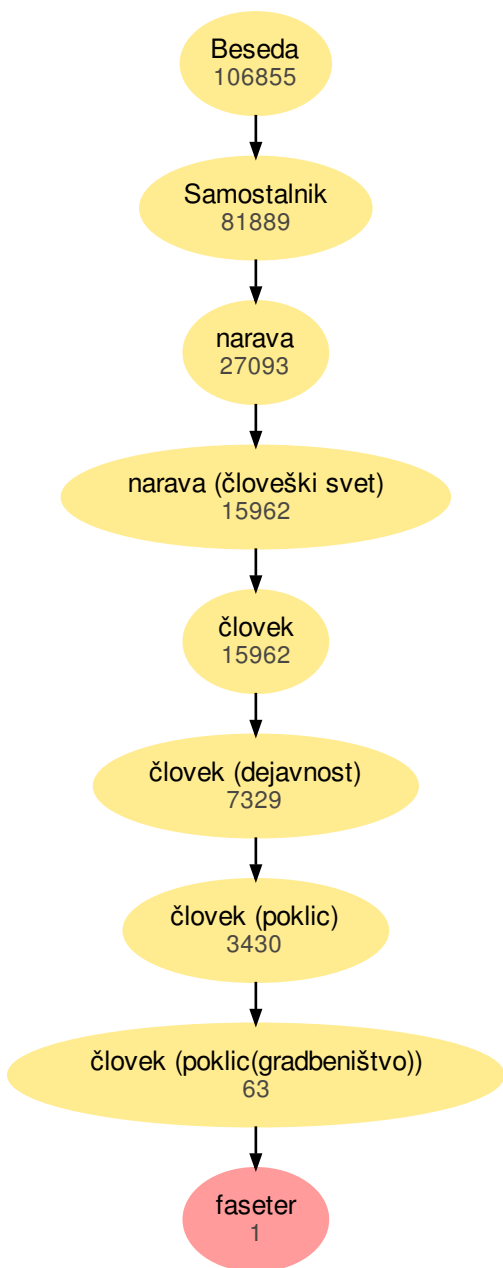 Beseda
106855
Samostalnik
81889
narava
27093
narava (človeški svet)
15962
človek
15962
človek (dejavnost)
7329
človek (poklic)
3430
človek (poklic(gradbeništvo))
63
faseter
1